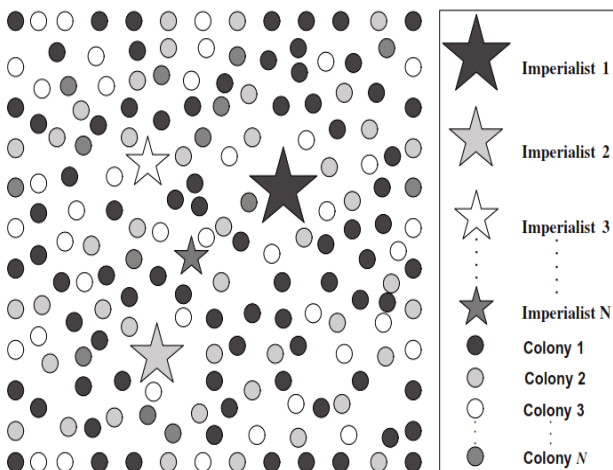 Imperialist 1
Imperialist 2
Imperialist 3
Imperialist N
Colony 1
Colony 2
Colony 3
Colony N